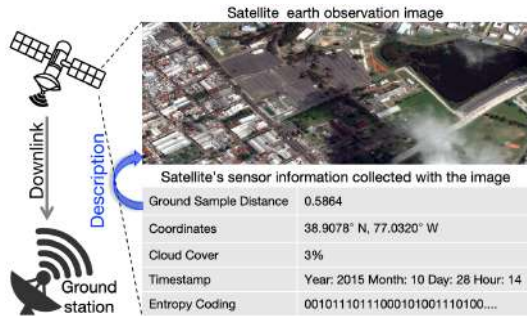 Satellite earth observation image
Downlink
Description
Satellite's sensor information collected with the image
Ground Sample Distance 0.5864
Coordinates 38.9078° N, 77.0320° W
Cloud Cover 3%
Timestamp Year: 2015 Month: 10 Day: 28 Hour: 14
Entropy Coding 001011101110001010011110100....
Ground
station